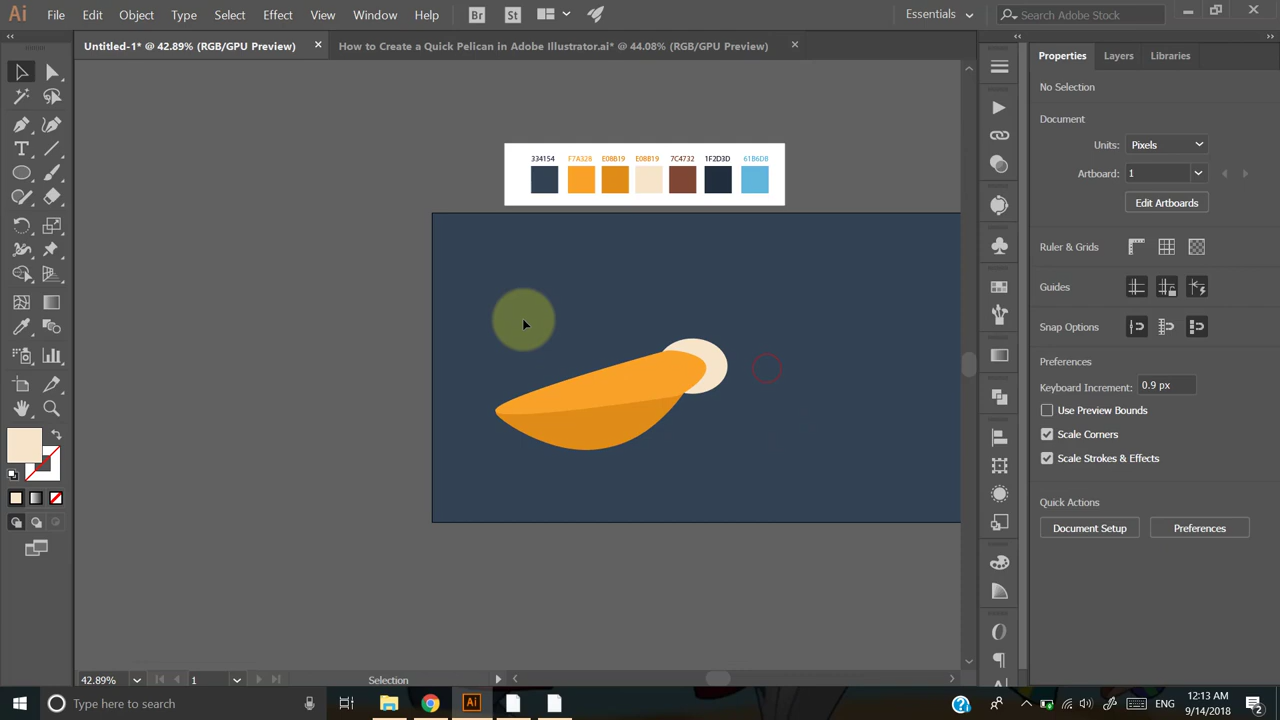 Ai File Edit Object Type Select Effect View Window Help Br St Essentials Search Adobe Stock
Untitled-1* @ 42.89% (RGB/GPU Preview) × How to Create a Quick Pelican in Adobe Illustrator.ai* @ 44.08% (RGB/GPU Preview) ×
Properties Layers Libraries
No Selection
Document
Units: Pixels
Artboard: 1
Edit Artboards
Ruler & Grids
Guides
Snap Options
Preferences
Keyboard Increment: 0.9 px
Use Preview Bounds
Scale Corners
Scale Strokes & Effects
Quick Actions
Document Setup Preferences
334154 F7A328 E08B19 E08B19 7C4732 1F2D3D 61B6DB
42.89% 1 Selection
Type here to search Ai ENG 12:13 AM
9/14/2018 2